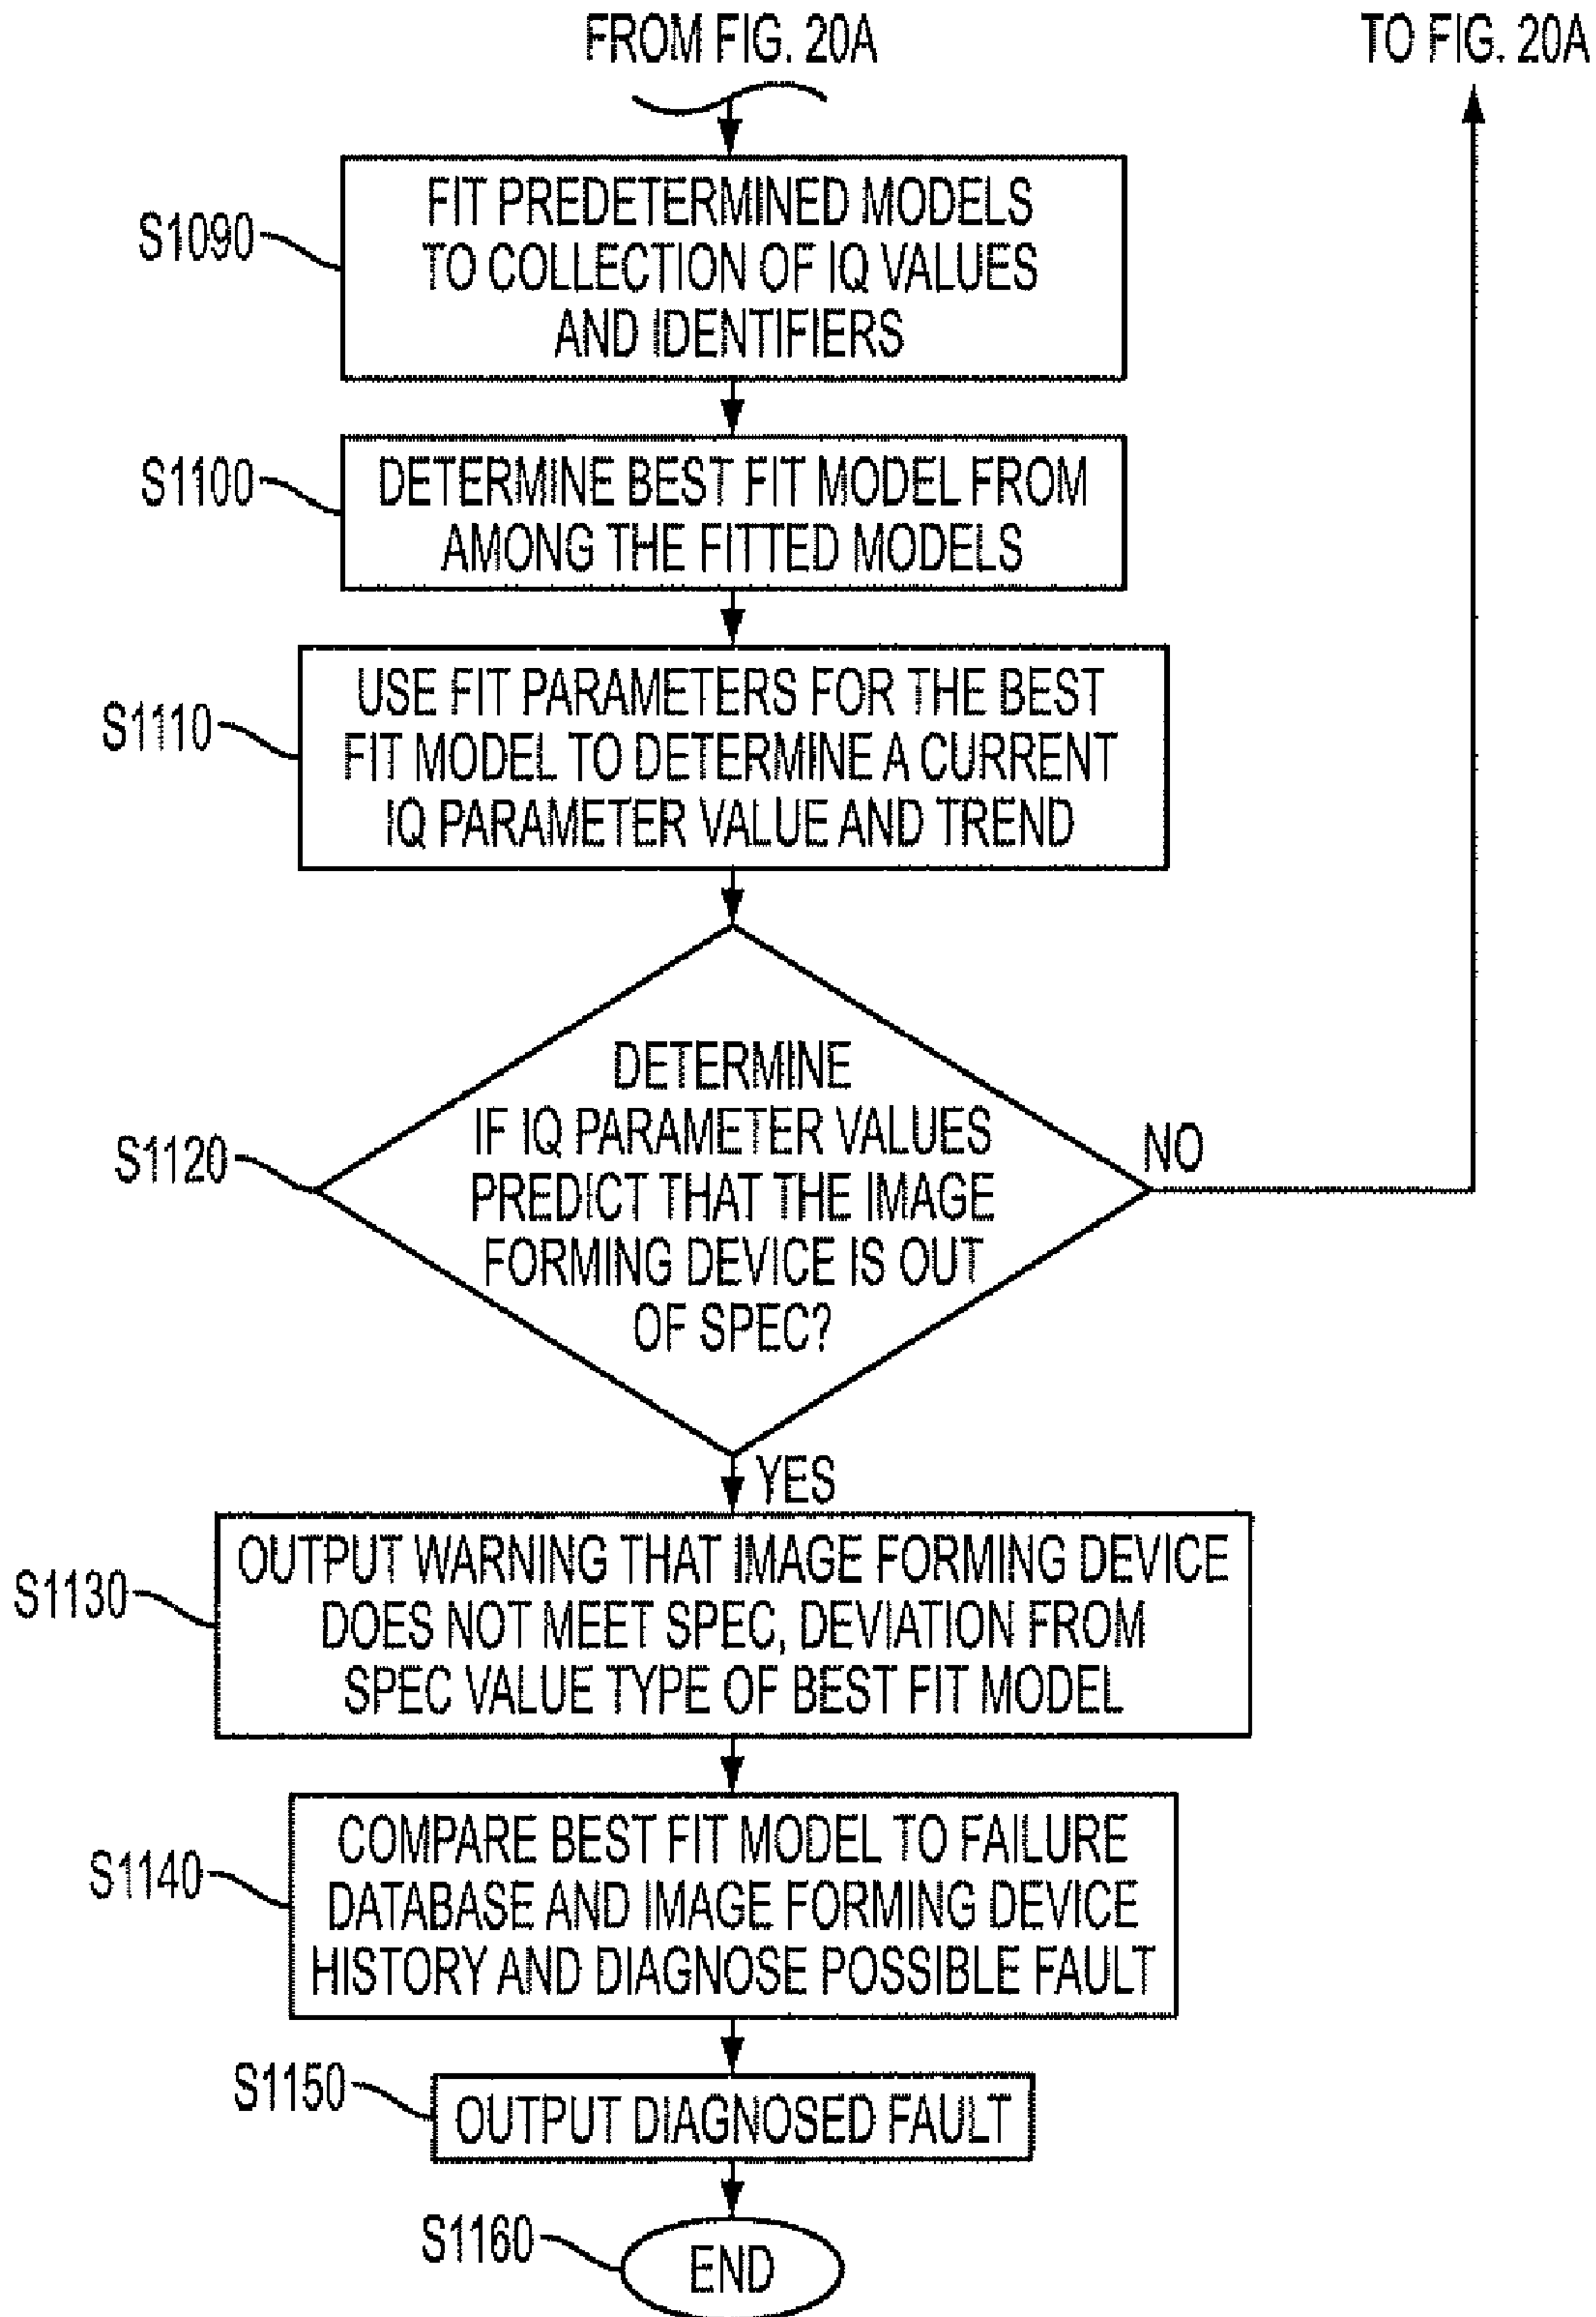 FROM FIG. 20A
TO FIG. 20A
S1090
FIT PREDETERMINED MODELS
TO COLLECTION OF IQ VALUES
AND IDENTIFIERS
S1100
DETERMINE BEST FIT MODEL FROM
AMONG THE FITTED MODELS
S1110
USE FIT PARAMETERS FOR THE BEST
FIT MODEL TO DETERMINE A CURRENT
IQ PARAMETER VALUE AND TREND
S1120
DETERMINE
IF IQ PARAMETER VALUES
PREDICT THAT THE IMAGE
FORMING DEVICE IS OUT
OF SPEC?
NO
YES
S1130
OUTPUT WARNING THAT IMAGE FORMING DEVICE
DOES NOT MEET SPEC, DEVIATION FROM
SPEC VALUE TYPE OF BEST FIT MODEL
S1140
COMPARE BEST FIT MODEL TO FAILURE
DATABASE AND IMAGE FORMING DEVICE
HISTORY AND DIAGNOSE POSSIBLE FAULT
S1150
OUTPUT DIAGNOSED FAULT
S1160
END